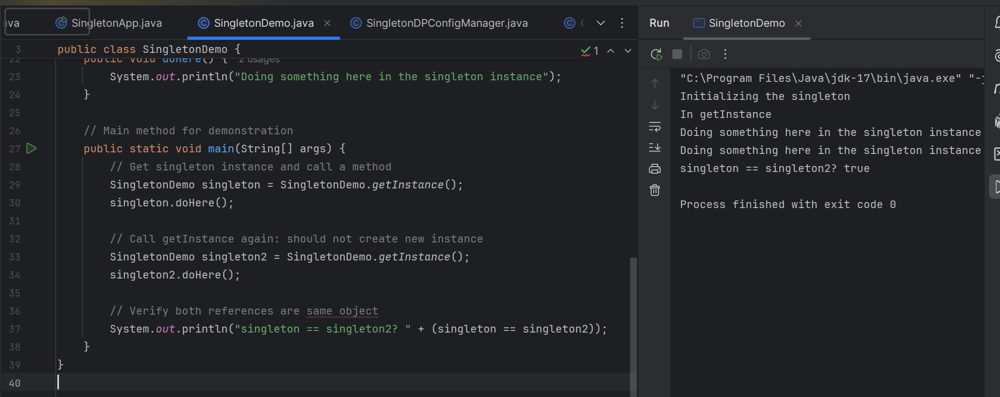 ava
SingletonApp.java
SingletonDemo.java
SingletonDPConfigManager.java
Run
SingletonDemo
3 public class SingletonDemo {
1
22 public void doHere() { 2 usages
23 System.out.println("Doing something here in the singleton instance");
24 }
25
26 // Main method for demonstration
27 public static void main(String[] args) {
28 // Get singleton instance and call a method
29 SingletonDemo singleton = SingletonDemo.getInstance();
30 singleton.doHere();
31
32 // Call getInstance again: should not create new instance
33 SingletonDemo singleton2 = SingletonDemo.getInstance();
34 singleton2.doHere();
35
36 // Verify both references are same object
37 System.out.println("singleton == singleton2? " + (singleton == singleton2));
38 }
39 }
40
"C:\Program Files\Java\jdk-17\bin\java.exe" "-j
Initializing the singleton
In getInstance
Doing something here in the singleton instance
Doing something here in the singleton instance
singleton == singleton2? true
Process finished with exit code 0